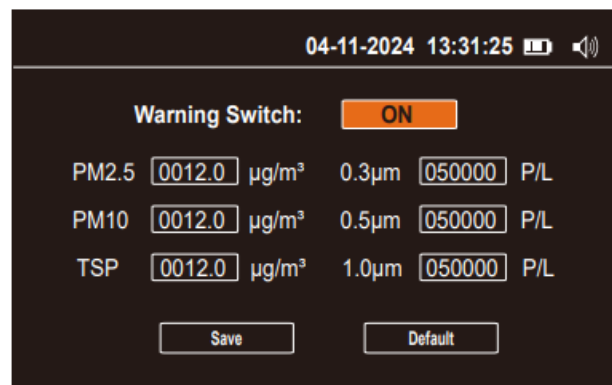 04-11-2024 13:31:25
Warning Switch: ON
PM2.5 0012.0 µg/m³ 0.3µm 050000 P/L
PM10 0012.0 µg/m³ 0.5µm 050000 P/L
TSP 0012.0 µg/m³ 1.0µm 050000 P/L
Save Default